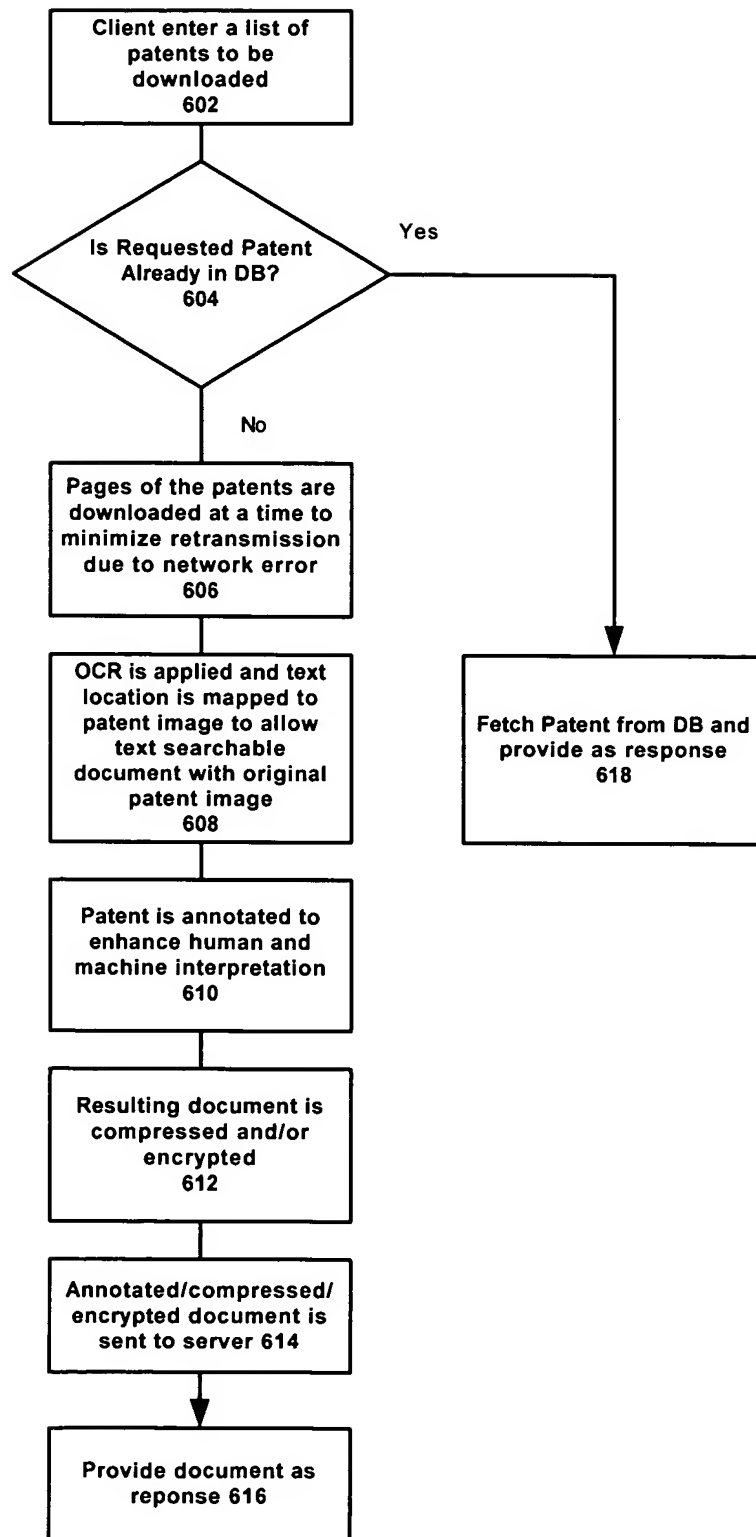 Client enter a list of
patents to be
downloaded
602
Is Requested Patent
Already in DB?
604
Yes
No
Pages of the patents are
downloaded at a time to
minimize retransmission
due to network error
606
OCR is applied and text
location is mapped to
patent image to allow
text searchable
document with original
patent image
608
Fetch Patent from DB and
provide as response
618
Patent is annotated to
enhance human and
machine interpretation
610
Resulting document is
compressed and/or
encrypted
612
Annotated/compressed/
encrypted document is
sent to server 614
Provide document as
reponse 616